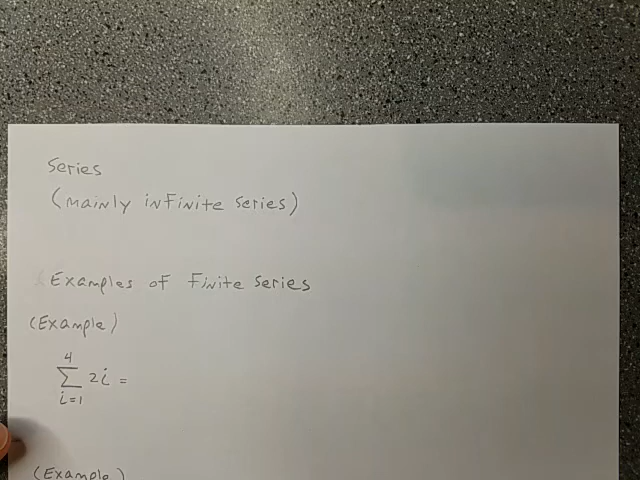 Series
(mainly infinite series)
Examples of finite series
(Example)
4
∑ 2i =
i=1
(Example)